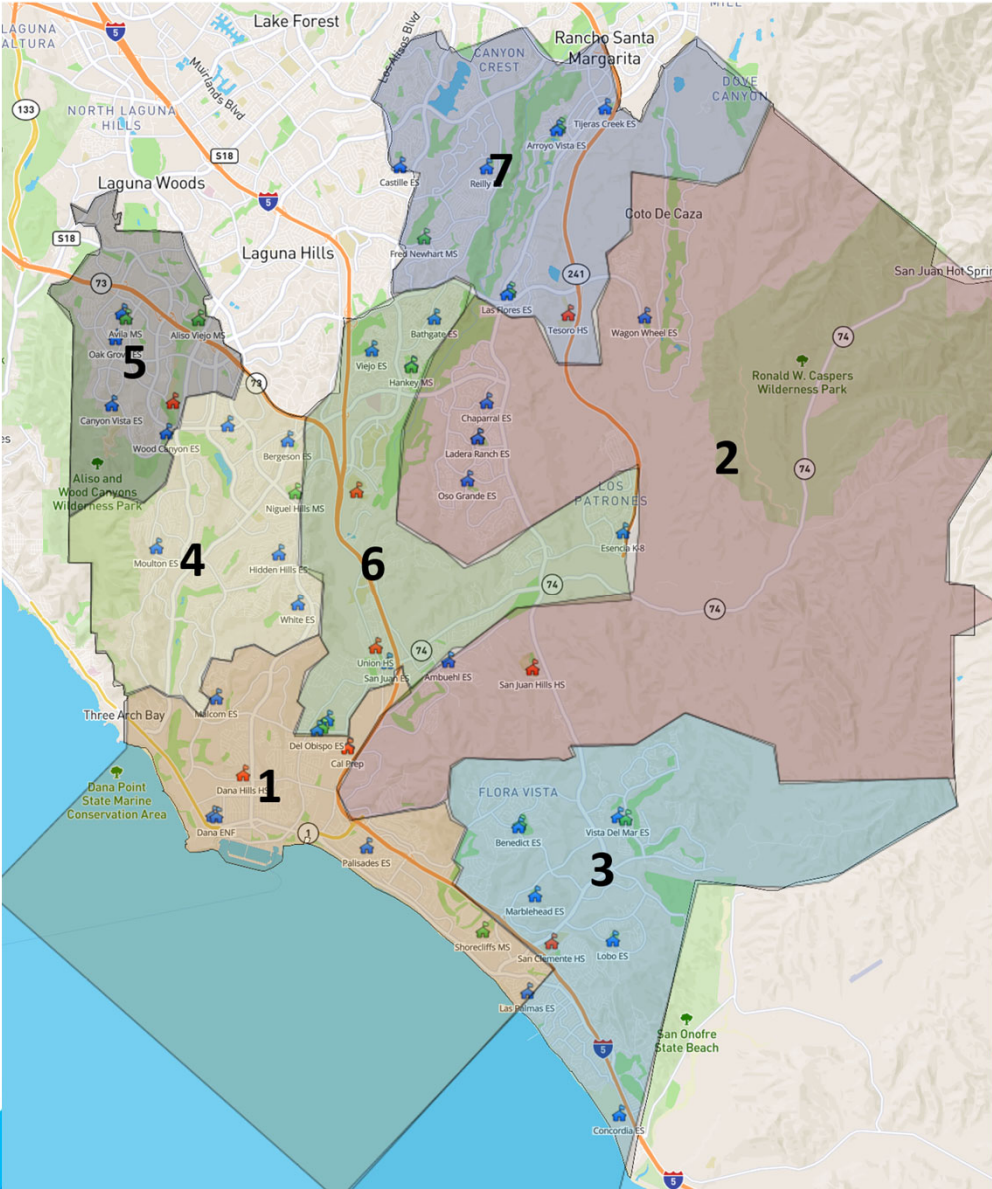 MILL
LAGUNA
ALTURA
5
Lake Forest
Los Alisos Blvd
Rancho Santa
Margarita
CANYON
CREST
Muirlands Blvd
DOVE
CANYON
133
NORTH LAGUNA
HILLS
Tijeras Creek ES
Arroyo Vista ES
S18
Castille ES
Reilly
7
Laguna Woods
5
Coto De Caza
S18
Laguna Hills
Fred Newhart MS
73
241
San Juan Hot Sprin
Las Flores ES
Avila MS
Aliso Viejo MS
Bathgate ES
Tesoro HS
Wagon Wheel ES
74
Oak Grove ES
5
Viejo ES
Hankey MS
Ronald W. Caspers
Wilderness Park
73
Canyon Vista ES
Chaparral ES
Wood Canyon ES
Bergeson ES
Ladera Ranch ES
2
74
Aliso and
Wood Canyons
Wilderness Park
Oso Grande ES
LOS
PATRONES
Niguel Hills MS
Esencia K-8
4
Moulton ES
Hidden Hills ES
6
74
74
White ES
Union HS
74
San Juan ES
Ambuehl ES
San Juan Hills HS
Malcom ES
Three Arch Bay
Del Obispo ES
Cal Prep
Dana Point
State Marine
Conservation Area
Dana Hills HS
1
FLORA VISTA
Dana ENF
1
Benedict ES
Vista Del Mar ES
Palisades ES
3
Marblehead ES
Shorecliffs MS
San Clemente HS
Lobo ES
Las Palmas ES
San Onofre
State Beach
5
Concordia ES
5